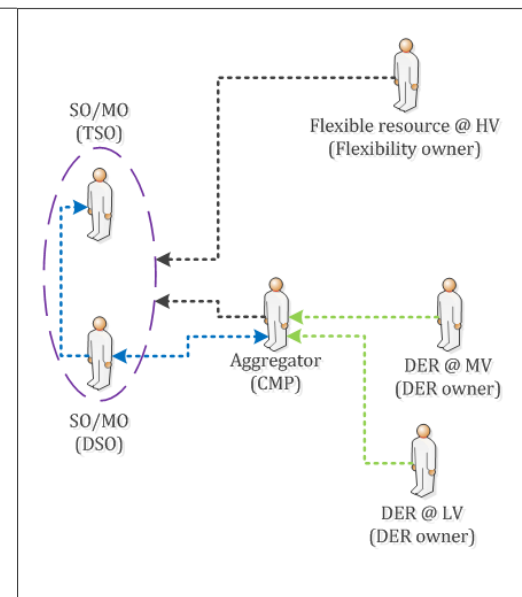 SO/MO
(TSO)
Flexible resource @ HV
(Flexibility owner)
Aggregator
(CMP)
DER @ MV
(DER owner)
SO/MO
(DSO)
DER @ LV
(DER owner)